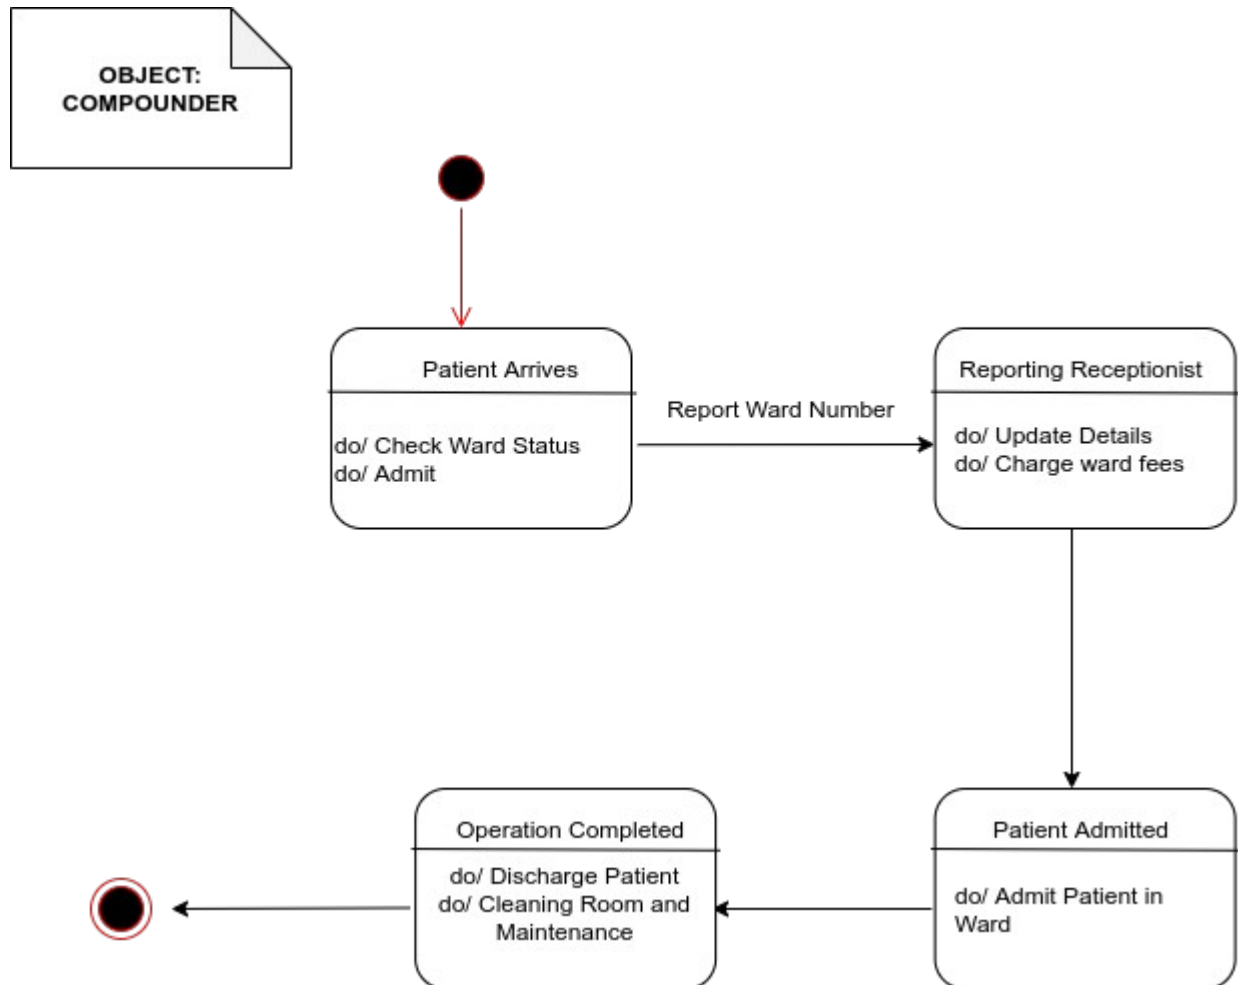 OBJECT:
COMPOUNDER
Patient Arrives
do/ Check Ward Status
do/ Admit
Report Ward Number
Reporting Receptionist
do/ Update Details
do/ Charge ward fees
Patient Admitted
do/ Admit Patient in
Ward
Operation Completed
do/ Discharge Patient
do/ Cleaning Room and
Maintenance